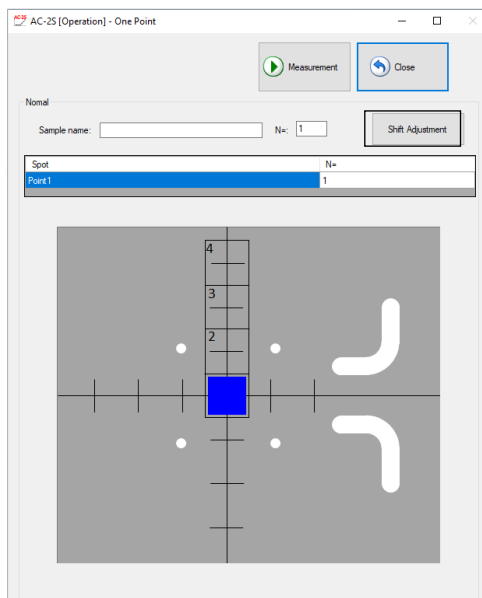 AC-2S [Operation] - One Point
Measurement
Close
Nomal
Sample name:
N=: 1
Shift Adjustment
Spot N=
Point1 1
4
3
2